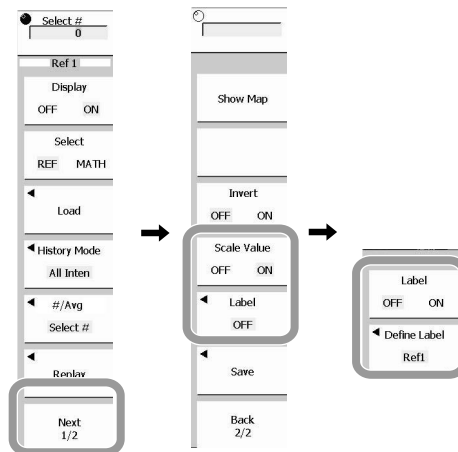 Select #
0
Ref 1
Display
OFF ON
Select
REF MATH
Load
History Mode
All Inten
#/Avg
Select #
Replay
Next
1/2
Show Map
Invert
OFF ON
Scale Value
OFF ON
Label
OFF
Save
Back
2/2
Label
OFF ON
Define Label
Ref1